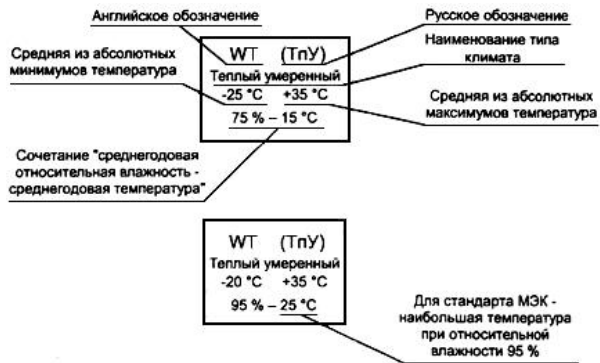 Английское обозначение
Русское обозначение
Средняя из абсолютных
минимумов температура
WT (ТпУ)
Теплый умеренный
-25 °C +35 °C
75 % – 15 °C
Наименование типа
климата
Средняя из абсолютных
максимумов температура
Сочетание "среднегодовая
относительная влажность -
среднегодовая температура"
WT (ТпУ)
Теплый умеренный
-20 °C +35 °C
95 % – 25 °C
Для стандарта МЭК -
наибольшая температура
при относительной
влажности 95 %